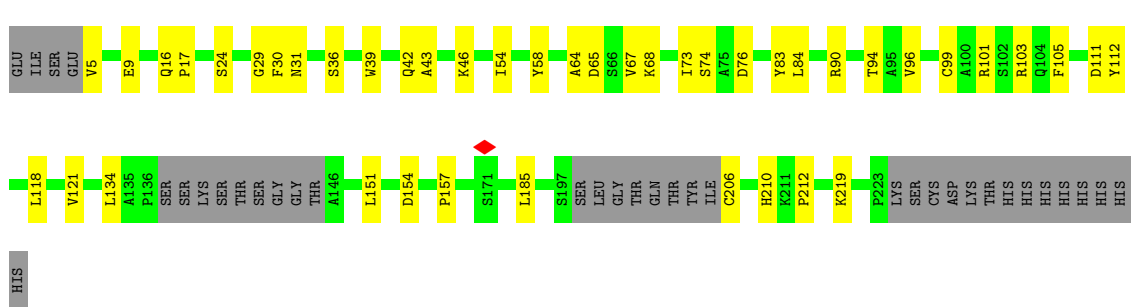 GLU ILE SER GLU V5 E9 Q16 P17 S24 G29 F30 N31 S36 W39 Q42 A43 K46 I54 Y58 A64 D65 S66 V67 K68 I73 S74 A75 D76 Y83 L84 R90 T94 A95 V96 C99 A100 R101 S102 R103 Q104 F105 D111 Y112
L118 V121 L134 A135 P136 SER SER LYS SER THR SER GLY GLY THR A146 L151 D154 P157 S171 L185 S197 SER LEU GLY THR GLN THR TYR ILE C206 H210 K211 P212 K219 P223 LYS SER CYS ASP LYS THR HIS HIS HIS HIS HIS HIS HIS
HIS